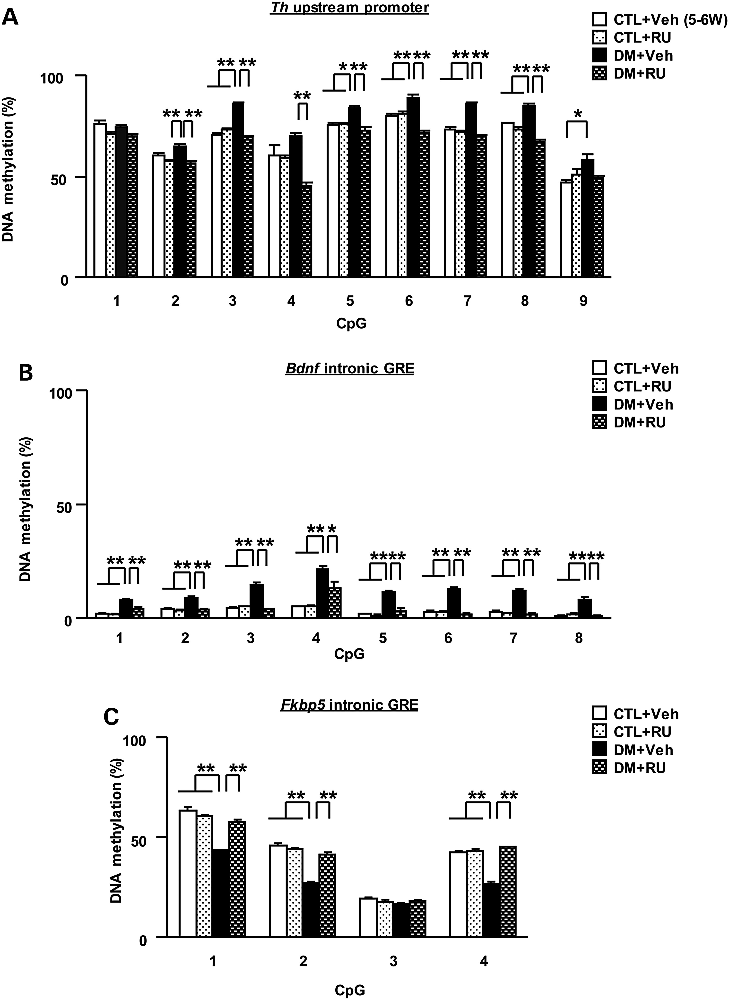 A
Th upstream promoter
CTL+Veh (5-6W)
CTL+RU
DM+Veh
DM+RU
DNA methylation (%)
100
50
0
** ** ** ** ** * ** ** ** ** ** ** ** *
1 2 3 4 5 6 7 8 9
CpG
B
Bdnf intronic GRE
CTL+Veh
CTL+RU
DM+Veh
DM+RU
DNA methylation (%)
100
50
0
** ** ** ** ** ** ** * ** ** ** ** ** ** ** **
1 2 3 4 5 6 7 8
CpG
C
Fkbp5 intronic GRE
CTL+Veh
CTL+RU
DM+Veh
DM+RU
DNA methylation (%)
100
50
0
** ** ** ** ** **
1 2 3 4
CpG